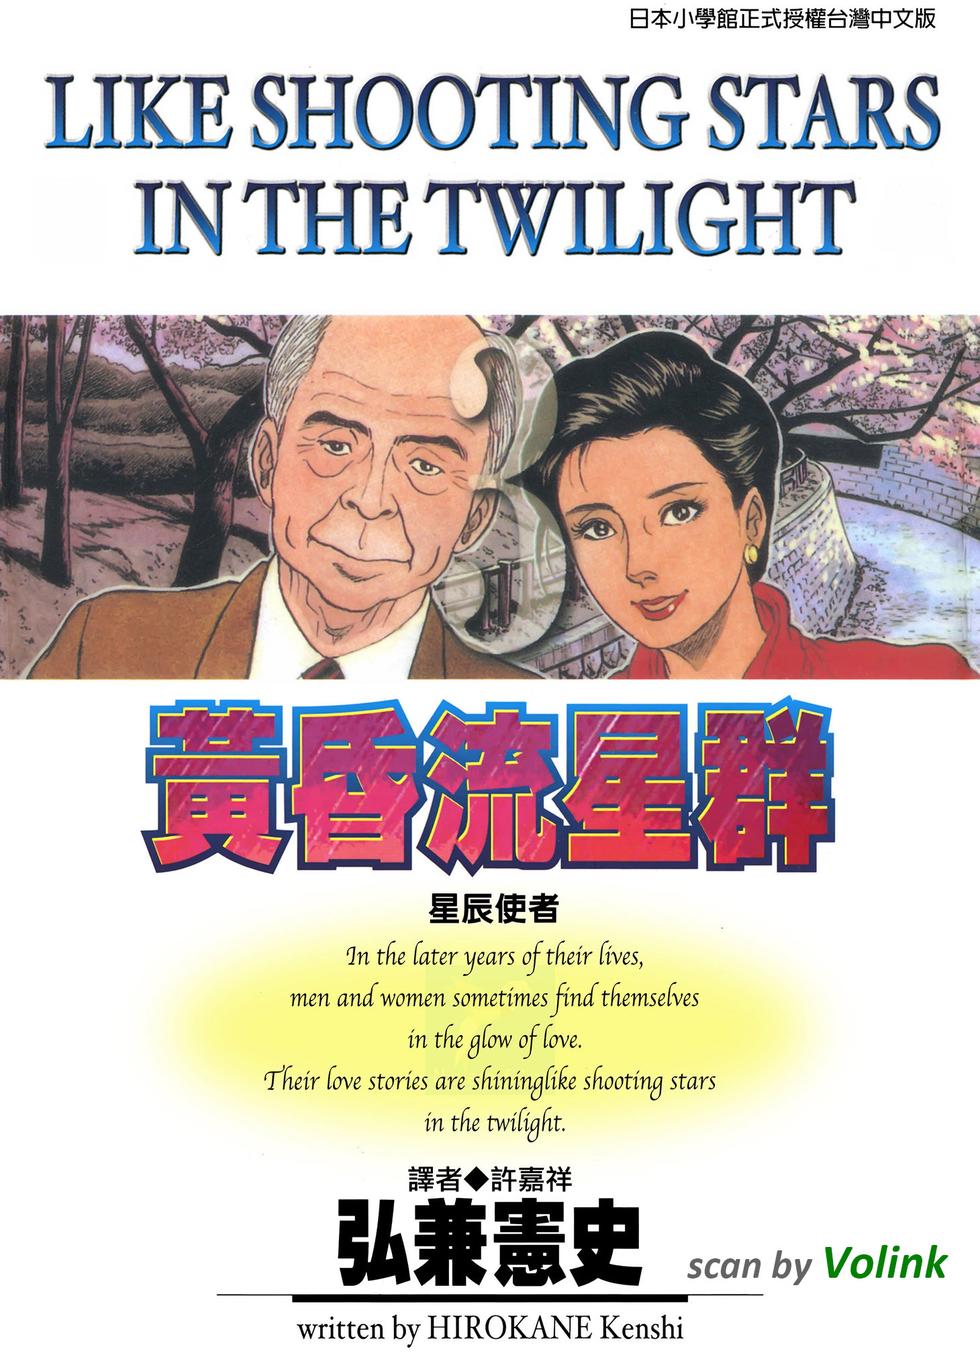 日本小學館正式授權台灣中文版
LIKE SHOOTING STARS
IN THE TWILIGHT
3
黃昏流星群
星辰使者
In the later years of their lives,
men and women sometimes find themselves
in the glow of love.
Their love stories are shininglike shooting stars
in the twilight.
譯者◆許嘉祥
弘兼憲史
scan by Volink
written by HIROKANE Kenshi